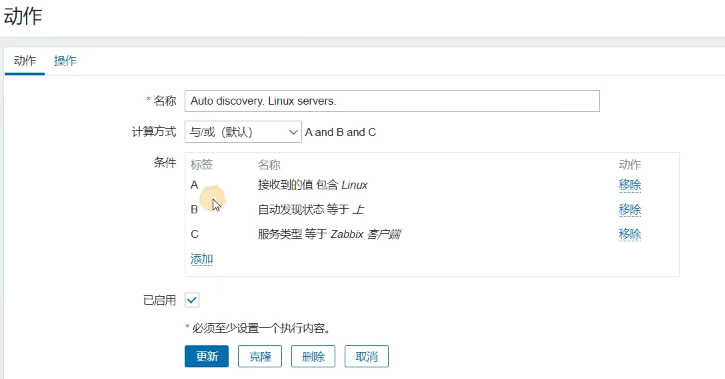 动作
动作 操作
* 名称 Auto discovery. Linux servers.
计算方式 与/或（默认） A and B and C
条件 标签 名称 动作
A 接收到的值 包含 Linux 移除
B 自动发现状态 等于 上 移除
C 服务类型 等于 Zabbix 客户端 移除
添加
已启用
* 必须至少设置一个执行内容。
更新 克隆 删除 取消